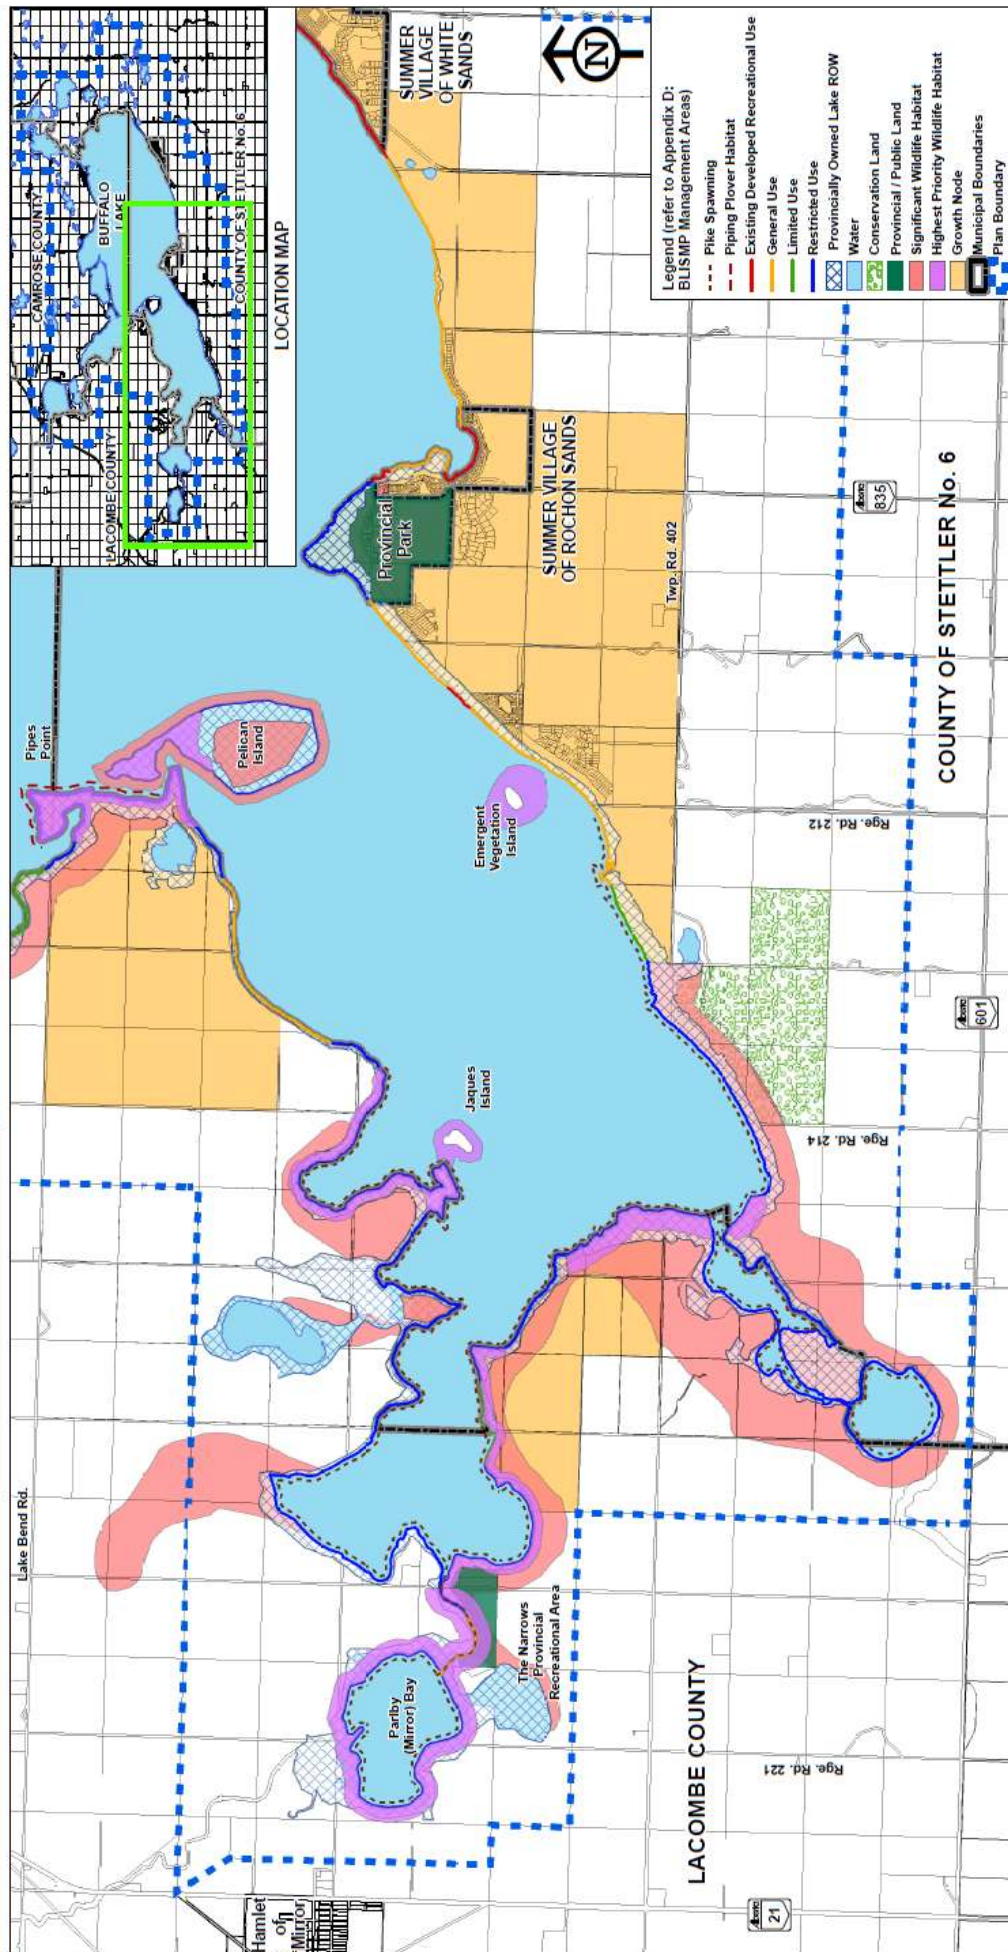 Lake Bend Rd.
Hamlet
of
Mirror
Parlby
(Mirror) Bay
The Narrows
Provincial
Recreational Area
LACOMBE COUNTY
Rge. Rd. 221
Alberta
21
Jaques
Island
Rge. Rd. 214
Alberta
601
Emergent
Vegetation
Island
Pipes
Point
Pelican
Island
Rge. Rd. 212
COUNTY OF STETTLER No. 6
Twp. Rd. 402
Provincial
Park
SUMMER VILLAGE
OF ROCHON SANDS
Alberta
835
SUMMER
VILLAGE
OF WHITE
SANDS
N
CAMROSE COUNTY
BUFFALO
LAKE
LACOMBE COUNTY
COUNTY OF STETTLER No. 6
LOCATION MAP
Legend (refer to Appendix D:
BLISMP Management Areas)
Pike Spawning
Piping Plover Habitat
Existing Developed Recreational Use
General Use
Limited Use
Restricted Use
Provincially Owned Lake ROW
Water
Conservation Land
Provincial / Public Land
Significant Wildlife Habitat
Highest Priority Wildlife Habitat
Growth Node
Municipal Boundaries
Plan Boundary